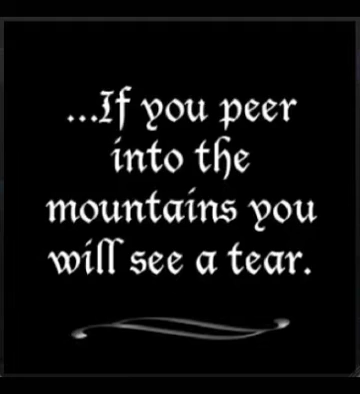 ...If you peer
into the
mountains you
will see a tear.